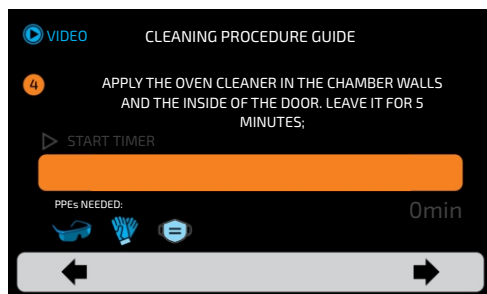 VIDEO
CLEANING PROCEDURE GUIDE
4
APPLY THE OVEN CLEANER IN THE CHAMBER WALLS
AND THE INSIDE OF THE DOOR. LEAVE IT FOR 5
MINUTES;
START TIMER
PPEs NEEDED:
0min